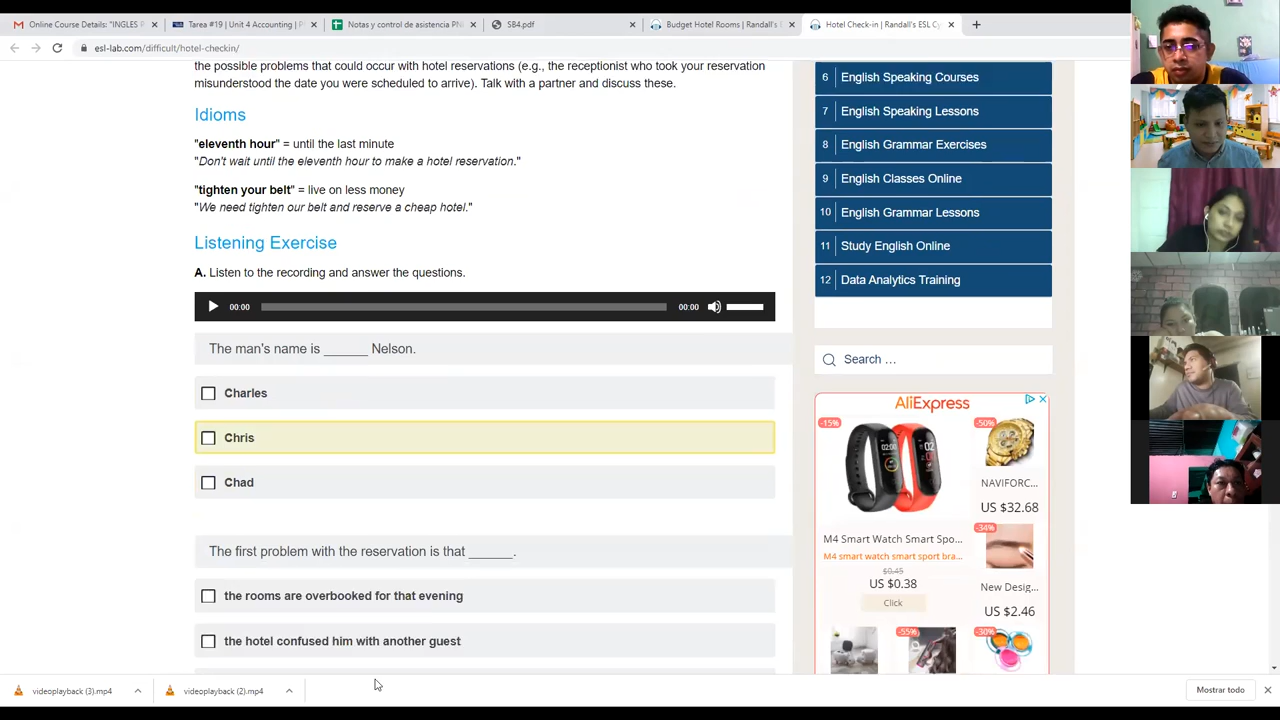 Online Course Details: "INGLES P
Tarea #19 | Unit 4 Accounting | P
Notas y control de asistencia PNI
SB4.pdf
Budget Hotel Rooms | Randall's E
Hotel Check-in | Randall's ESL Cy
esl-lab.com/difficult/hotel-checkin/
the possible problems that could occur with hotel reservations (e.g., the receptionist who took your reservation
misunderstood the date you were scheduled to arrive). Talk with a partner and discuss these.
Idioms
"eleventh hour" = until the last minute
"Don't wait until the eleventh hour to make a hotel reservation."
"tighten your belt" = live on less money
"We need tighten our belt and reserve a cheap hotel."
Listening Exercise
A. Listen to the recording and answer the questions.
00:00
00:00
The man's name is ______ Nelson.
Charles
Chris
Chad
The first problem with the reservation is that ______.
the rooms are overbooked for that evening
the hotel confused him with another guest
6 English Speaking Courses
7 English Speaking Lessons
8 English Grammar Exercises
9 English Classes Online
10 English Grammar Lessons
11 Study English Online
12 Data Analytics Training
Search …
AliExpress
-15%
-50%
NAVIFORC...
US $32.68
M4 Smart Watch Smart Spo...
M4 smart watch smart sport bra...
$0.45
US $0.38
Click
-34%
New Desig...
US $2.46
-55%
-30%
videoplayback (3).mp4
videoplayback (2).mp4
Mostrar todo